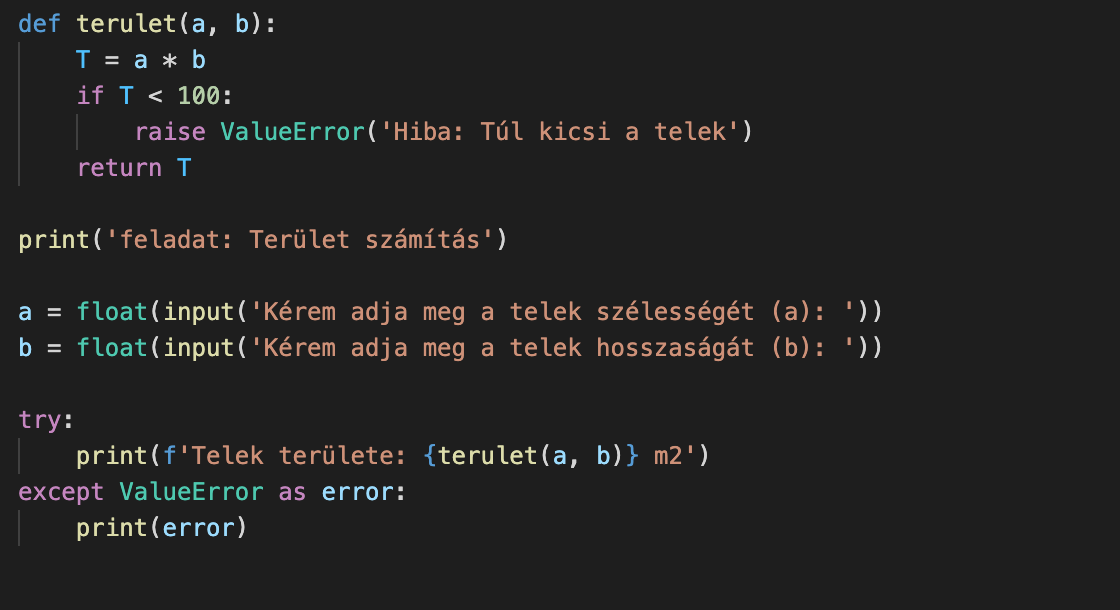 def terulet(a, b):
    T = a * b
    if T < 100:
        raise ValueError('Hiba: Túl kicsi a telek')
    return T
print('feladat: Terület számítás')
a = float(input('Kérem adja meg a telek szélességét (a): '))
b = float(input('Kérem adja meg a telek hosszaságát (b): '))
try:
    print(f'Telek területe: {terulet(a, b)} m2')
except ValueError as error:
    print(error)